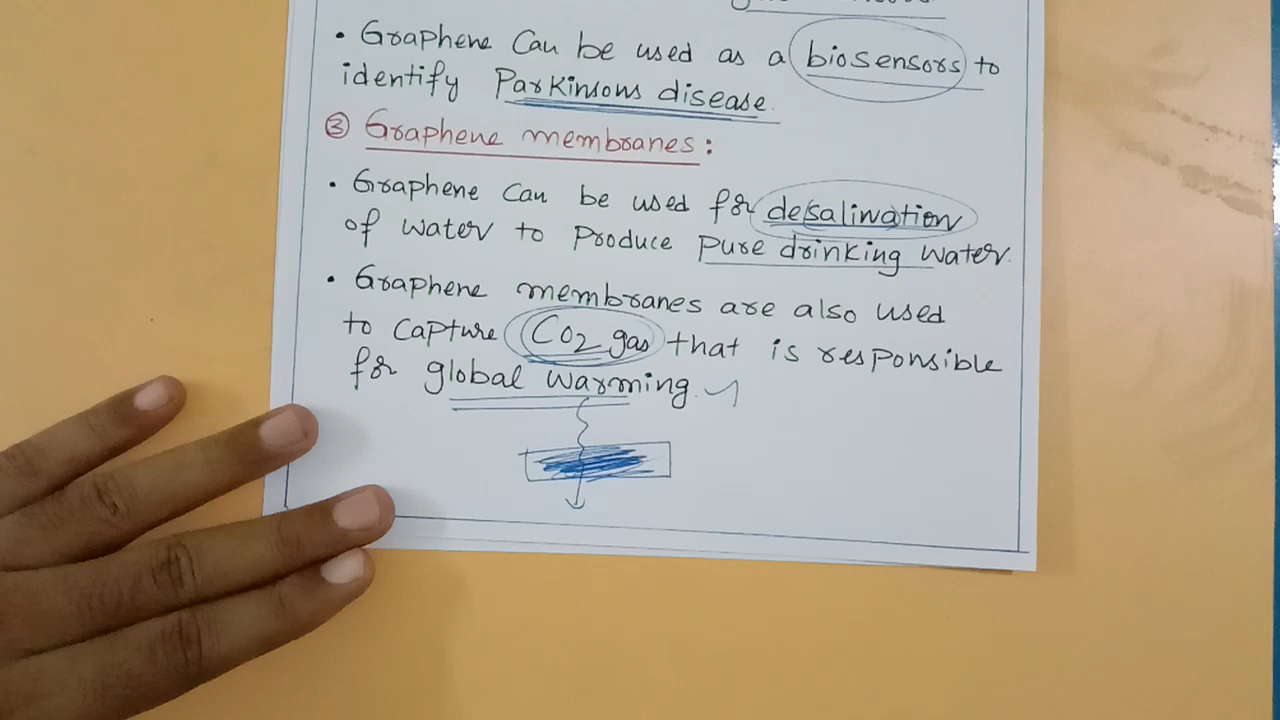 • Graphene Can be used as a biosensors to
identify Parkinsons disease.
③ Graphene membranes:
• Graphene Can be used for desalination
of water to produce pure drinking water.
• Graphene membranes are also used
to capture CO2 gas that is responsible
for global warming.